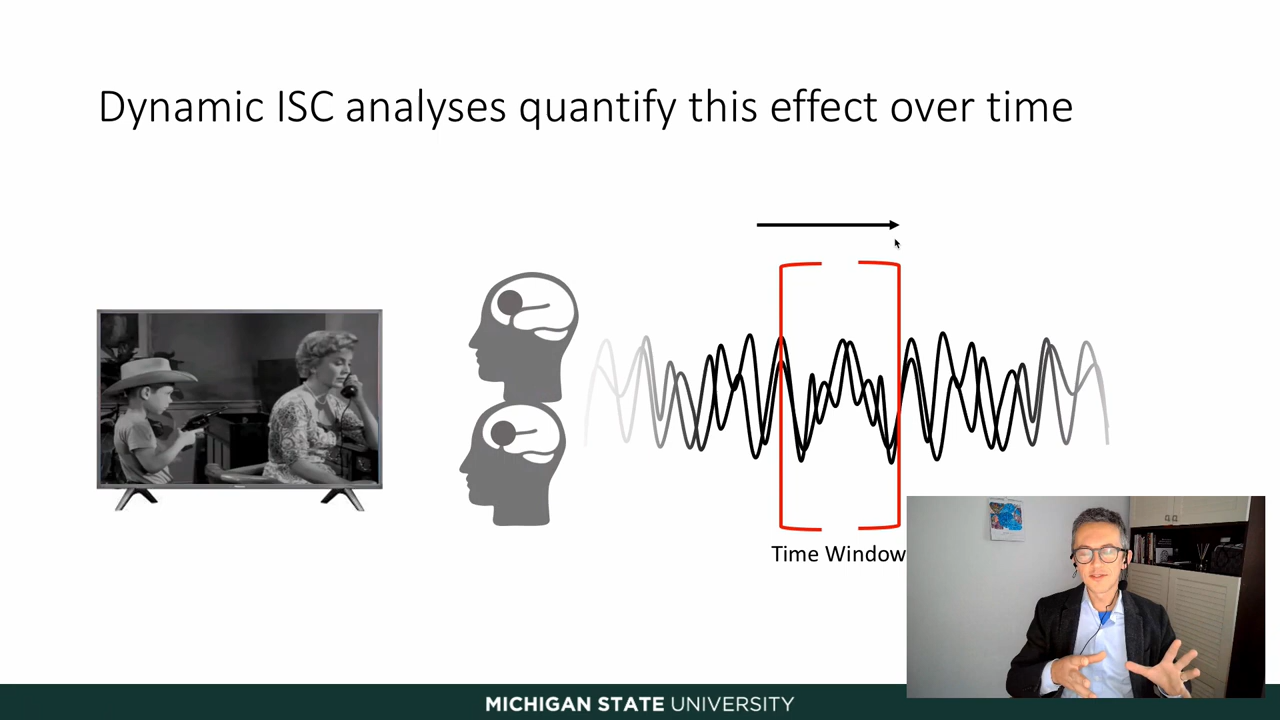 Dynamic ISC analyses quantify this effect over time
Time Window
MICHIGAN STATE UNIVERSITY